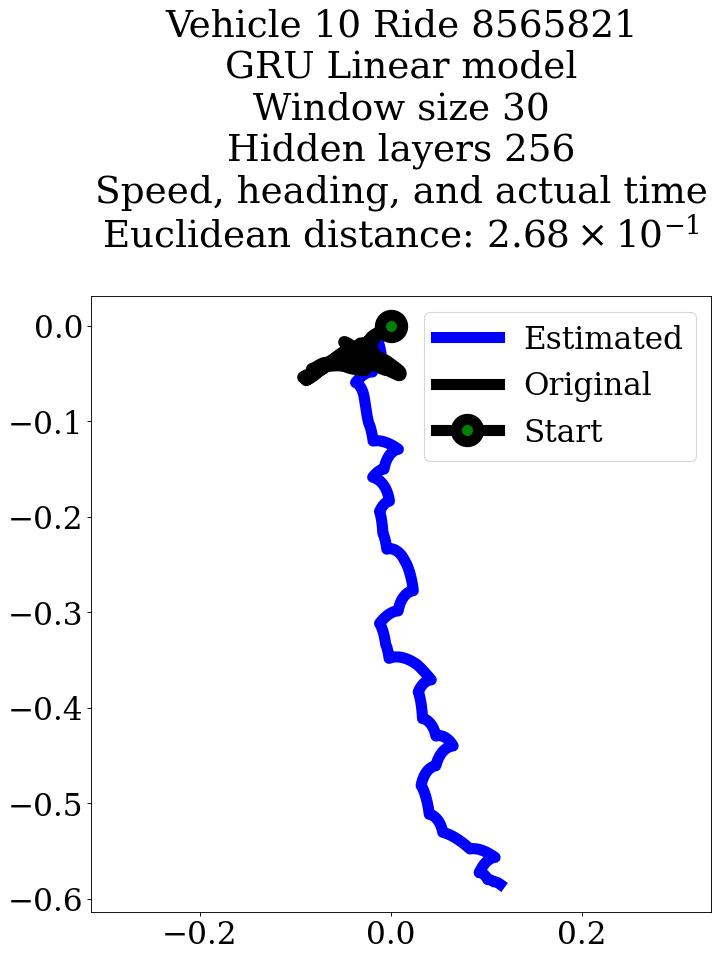 Vehicle 10 Ride 8565821
GRU Linear model
Window size 30
Hidden layers 256
Speed, heading, and actual time
Euclidean distance: 2.68 × 10⁻¹
Estimated
Original
Start
0.0
−0.1
−0.2
−0.3
−0.4
−0.5
−0.6
−0.2
0.0
0.2